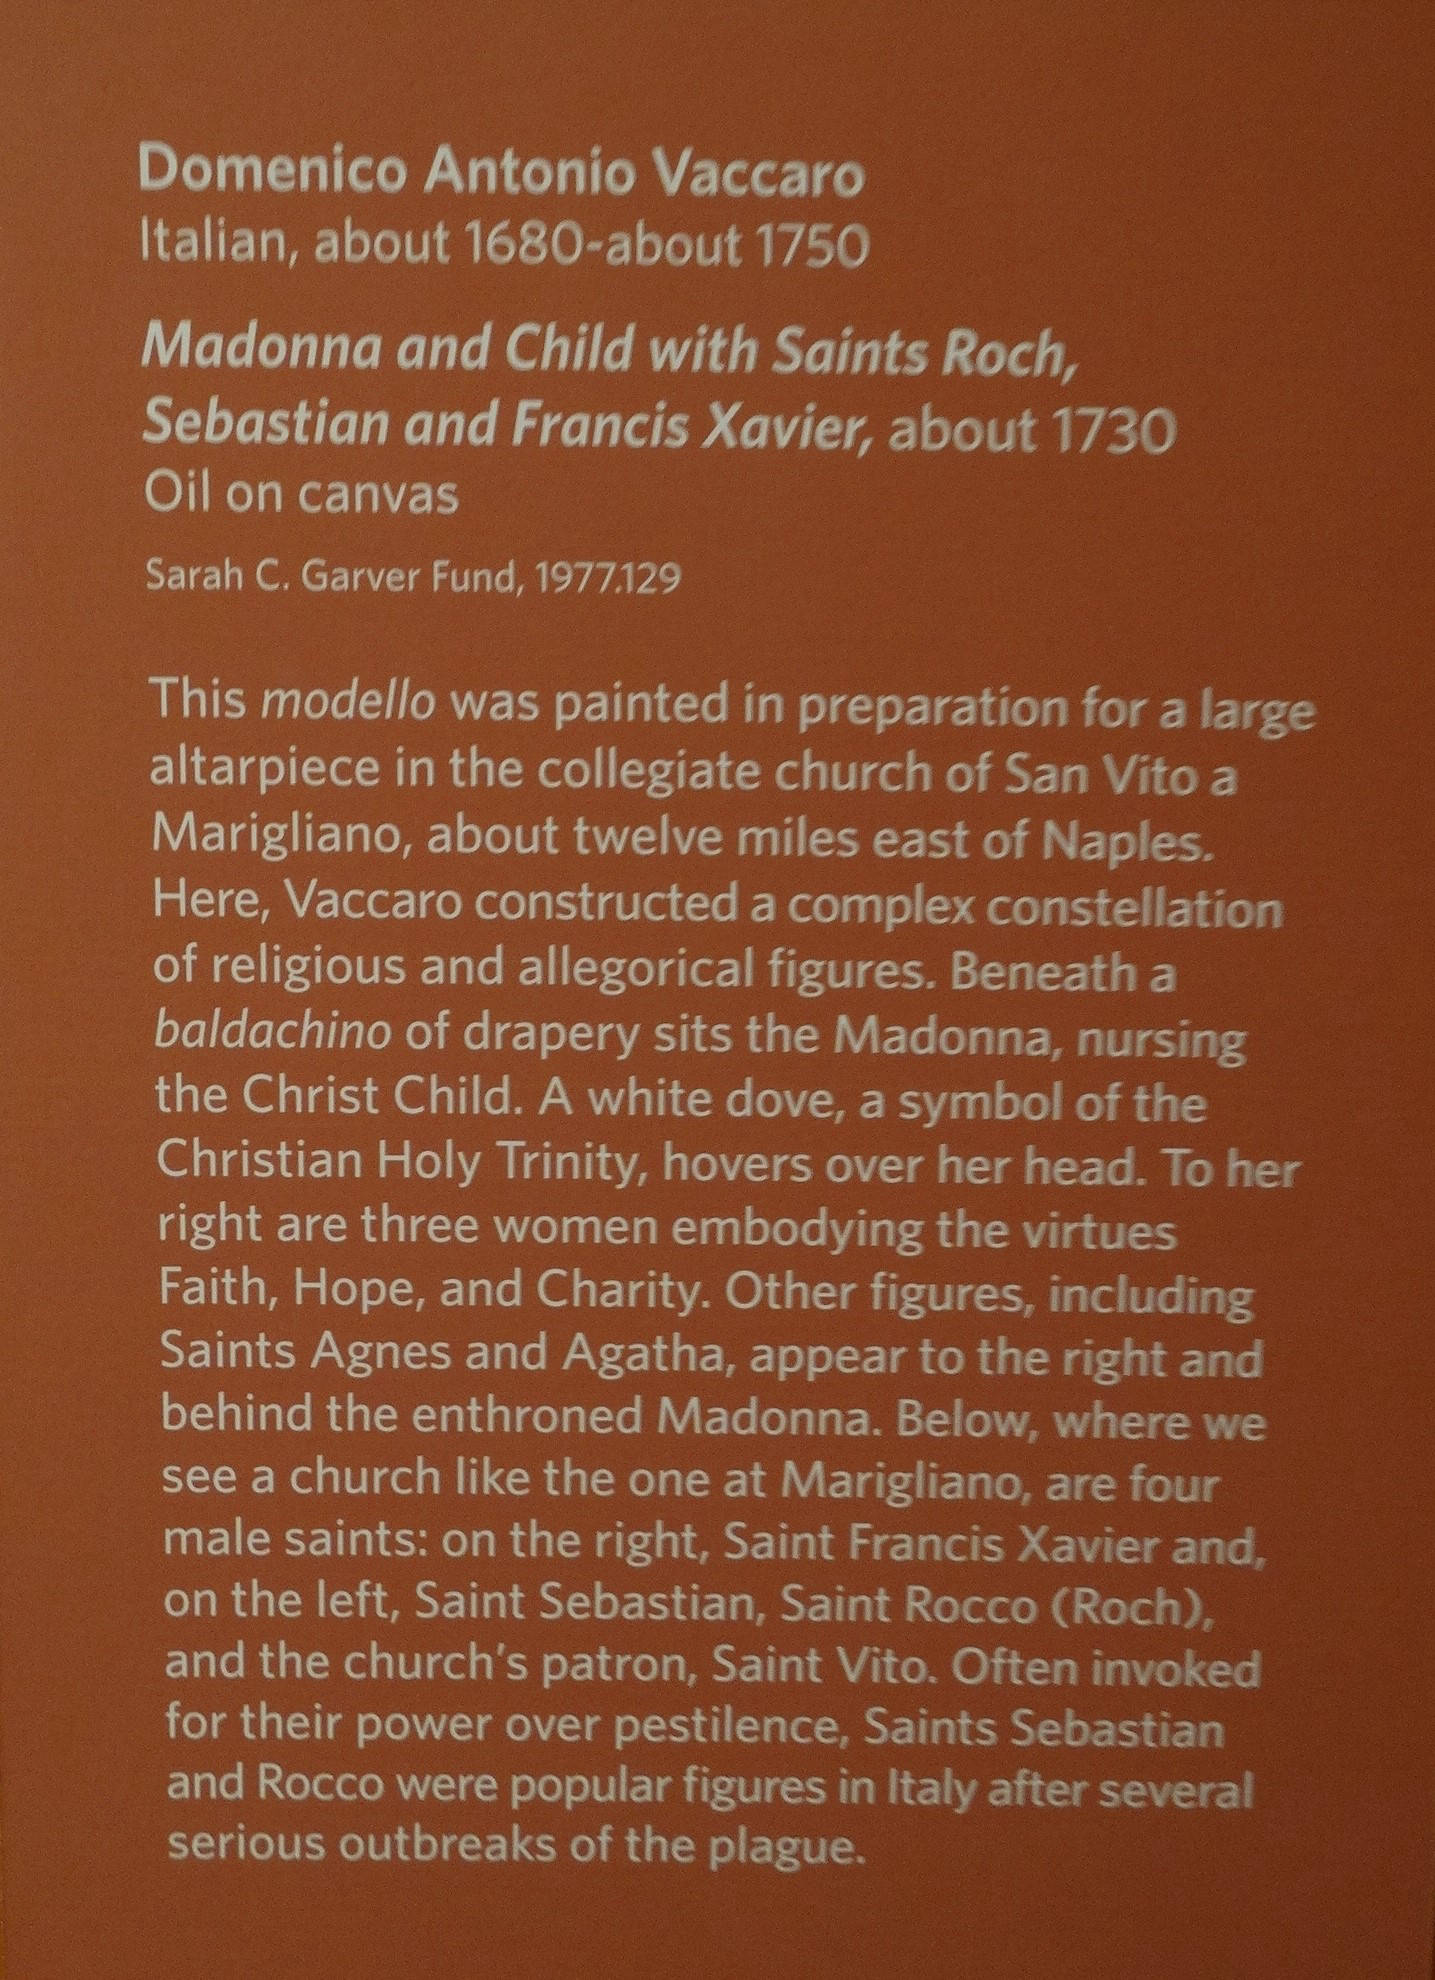 Domenico Antonio Vaccaro
Italian, about 1680-about 1750
Madonna and Child with Saints Roch,
Sebastian and Francis Xavier, about 1730
Oil on canvas
Sarah C. Garver Fund, 1977.129
This modello was painted in preparation for a large
altarpiece in the collegiate church of San Vito a
Marigliano, about twelve miles east of Naples.
Here, Vaccaro constructed a complex constellation
of religious and allegorical figures. Beneath a
baldachino of drapery sits the Madonna, nursing
the Christ Child. A white dove, a symbol of the
Christian Holy Trinity, hovers over her head. To her
right are three women embodying the virtues
Faith, Hope, and Charity. Other figures, including
Saints Agnes and Agatha, appear to the right and
behind the enthroned Madonna. Below, where we
see a church like the one at Marigliano, are four
male saints: on the right, Saint Francis Xavier and,
on the left, Saint Sebastian, Saint Rocco (Roch),
and the church's patron, Saint Vito. Often invoked
for their power over pestilence, Saints Sebastian
and Rocco were popular figures in Italy after several
serious outbreaks of the plague.